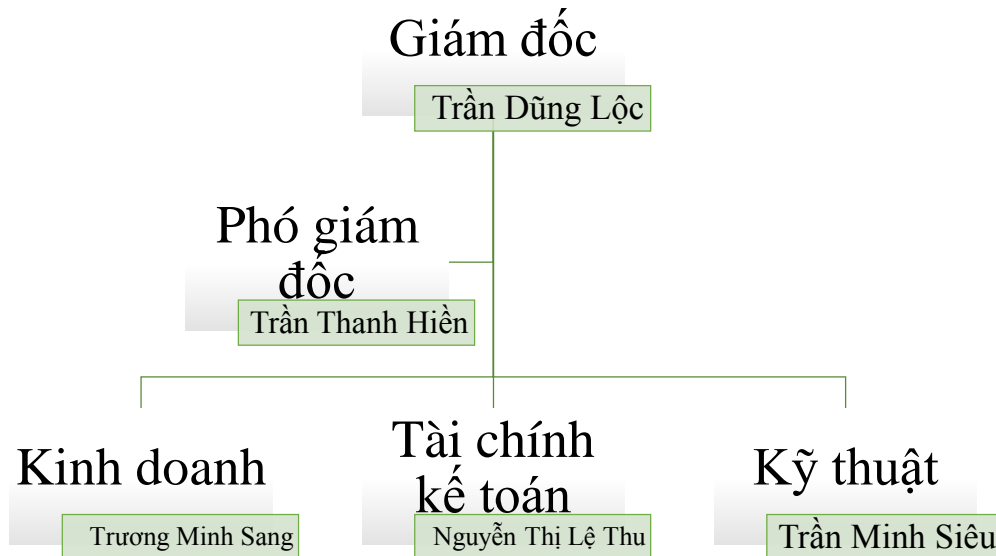 Giám đốc
Trần Dũng Lộc
Phó giám
đốc
Trần Thanh Hiền
Kinh doanh
Trương Minh Sang
Tài chính
kế toán
Nguyễn Thị Lệ Thu
Kỹ thuật
Trần Minh Siêu